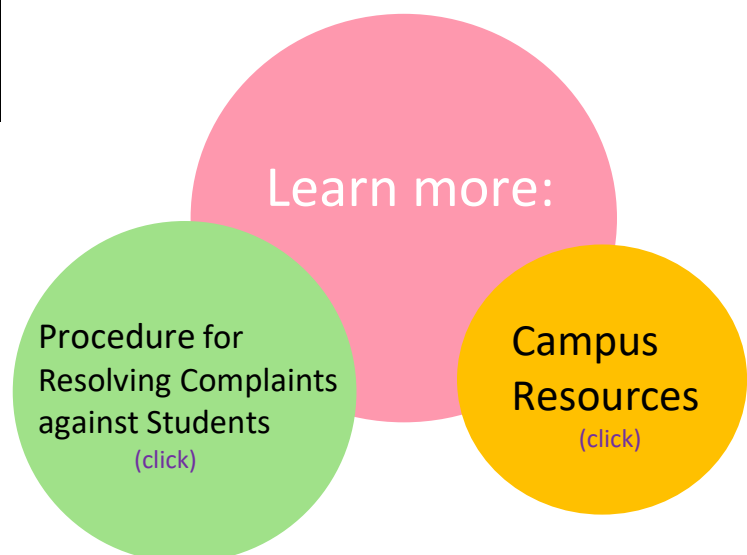 Learn more:
Procedure for
Resolving Complaints
against Students
(click)
Campus
Resources
(click)